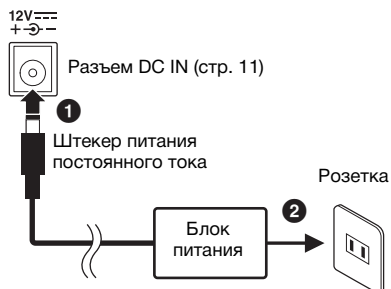 12V
+ -
Разъем DC IN (стр. 11)
1
Штекер питания
постоянного тока
Розетка
2
Блок
питания